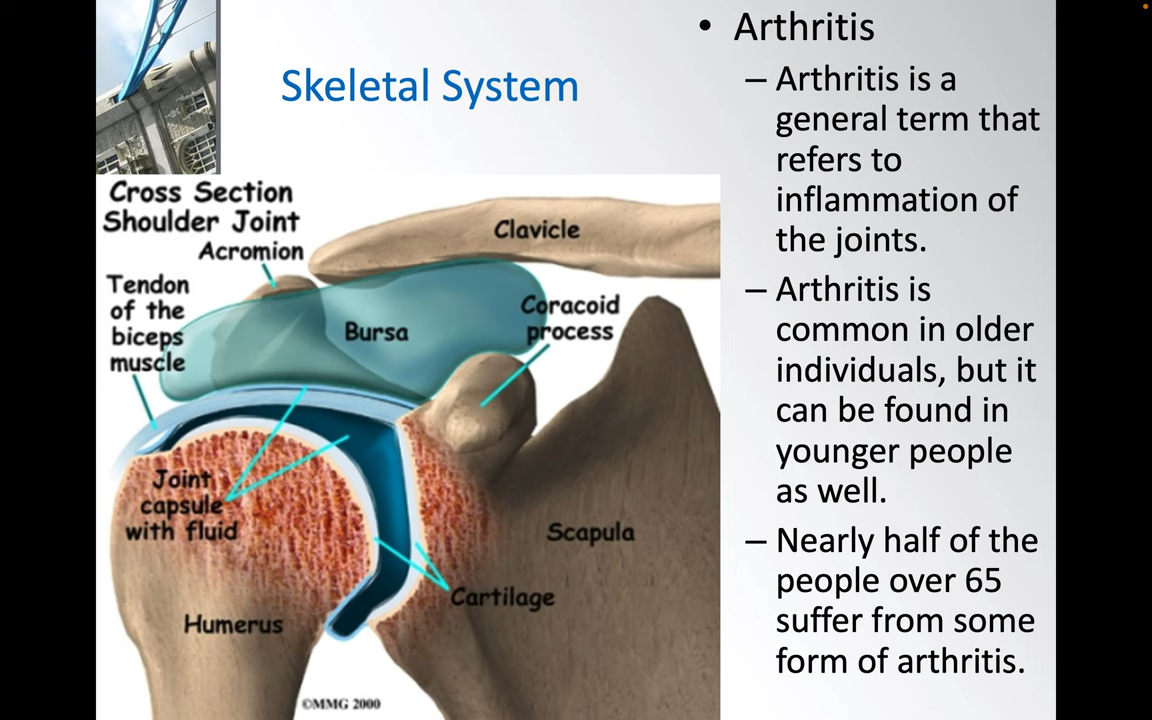 Skeletal System
Cross Section
Shoulder Joint
Acromion
Clavicle
Tendon
of the
biceps
muscle
Bursa
Coracoid
process
Joint
capsule
with fluid
Scapula
Cartilage
Humerus
©MMG 2000
• Arthritis
– Arthritis is a
general term that
refers to
inflammation of
the joints.
– Arthritis is
common in older
individuals, but it
can be found in
younger people
as well.
– Nearly half of the
people over 65
suffer from some
form of arthritis.